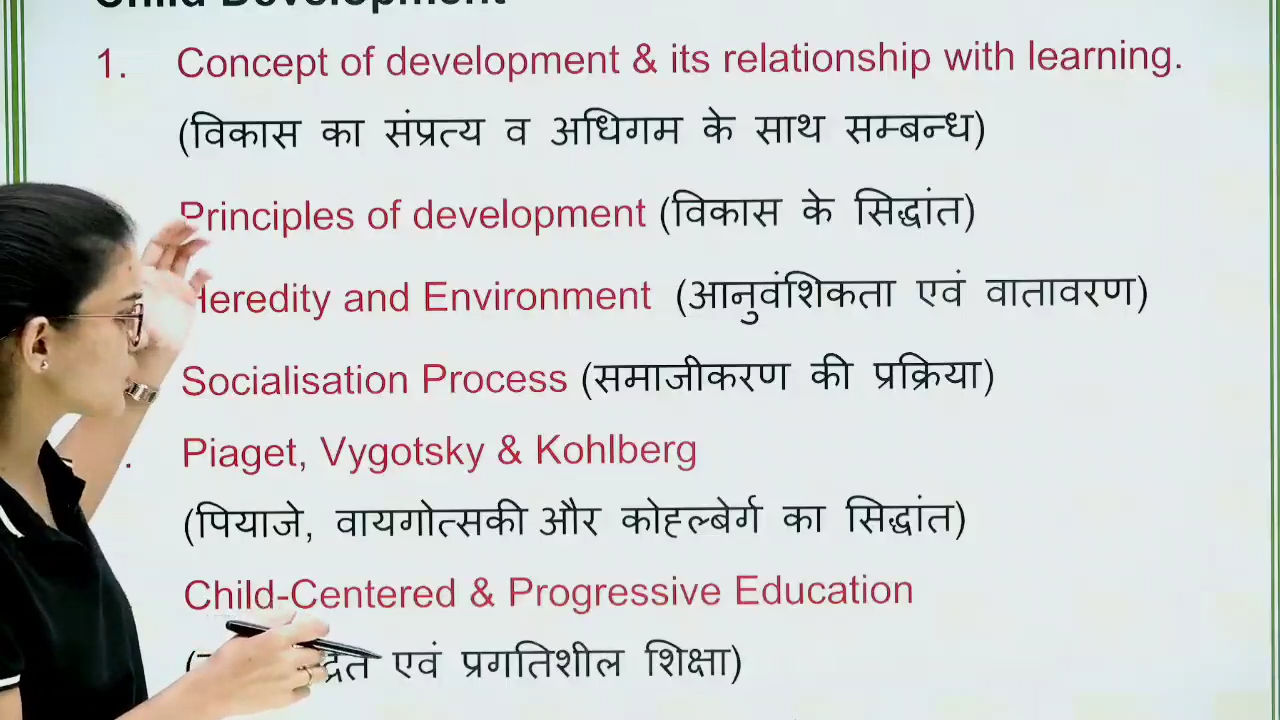 Child Development
1. Concept of development & its relationship with learning.
(विकास का संप्रत्य व अधिगम के साथ सम्बन्ध)
Principles of development (विकास के सिद्धांत)
Heredity and Environment (आनुवंशिकता एवं वातावरण)
Socialisation Process (समाजीकरण की प्रक्रिया)
Piaget, Vygotsky & Kohlberg
(पियाजे, वायगोत्सकी और कोह्ल्बेर्ग का सिद्धांत)
Child-Centered & Progressive Education
एवं प्रगतिशील शिक्षा)